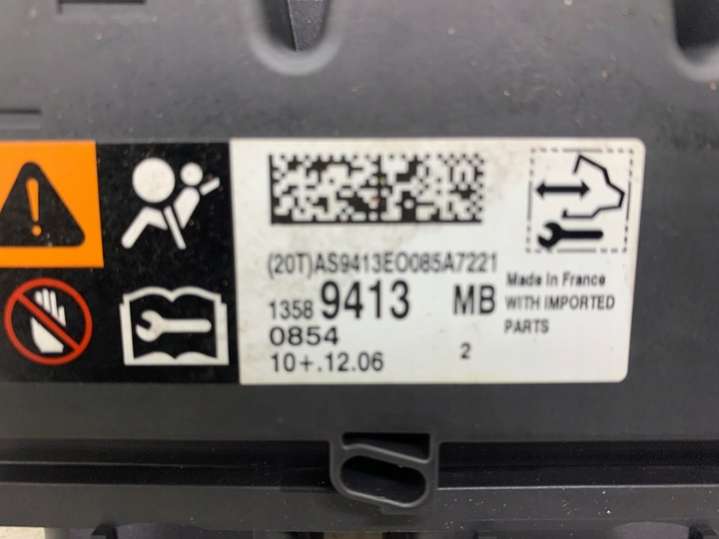 (20T)AS9413EO085A7221
1358 9413 MB
0854
10+.12.06
2
Made In France
WITH IMPORTED
PARTS